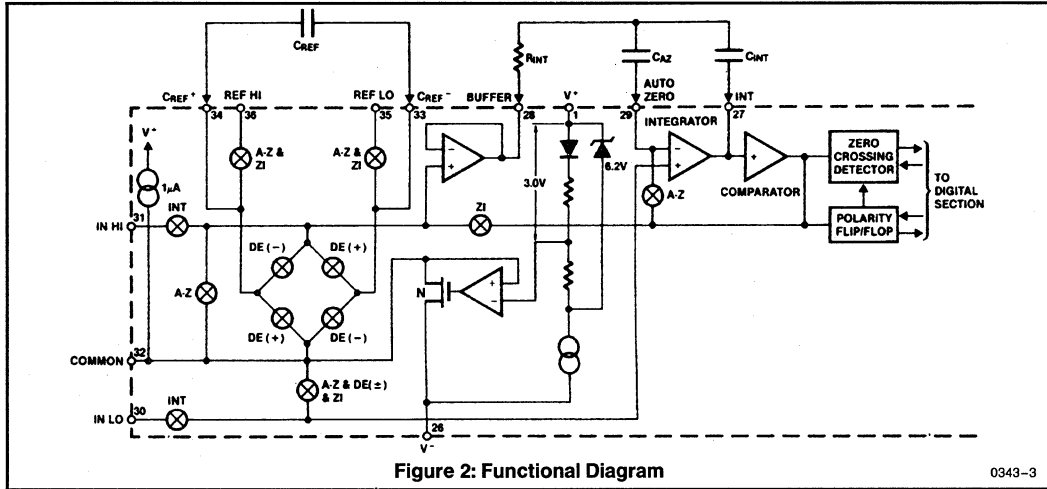 CREF
RINT
CAZ
CINT
CREF+ REF HI REF LO CREF− BUFFER V+ AUTO ZERO INT
34 36 35 33 28 1 29 INTEGRATOR 27
V+
A-Z & ZI
A-Z & ZI
1μA
3.0V
6.2V
A-Z
COMPARATOR
ZERO CROSSING DETECTOR
TO DIGITAL SECTION
POLARITY FLIP/FLOP
31
IN HI
INT
ZI
DE(−) DE(+)
A-Z
N
DE(+) DE(−)
32
COMMON
A-Z & DE(±) & ZI
30
IN LO
INT
26
V−
Figure 2: Functional Diagram
0343–3